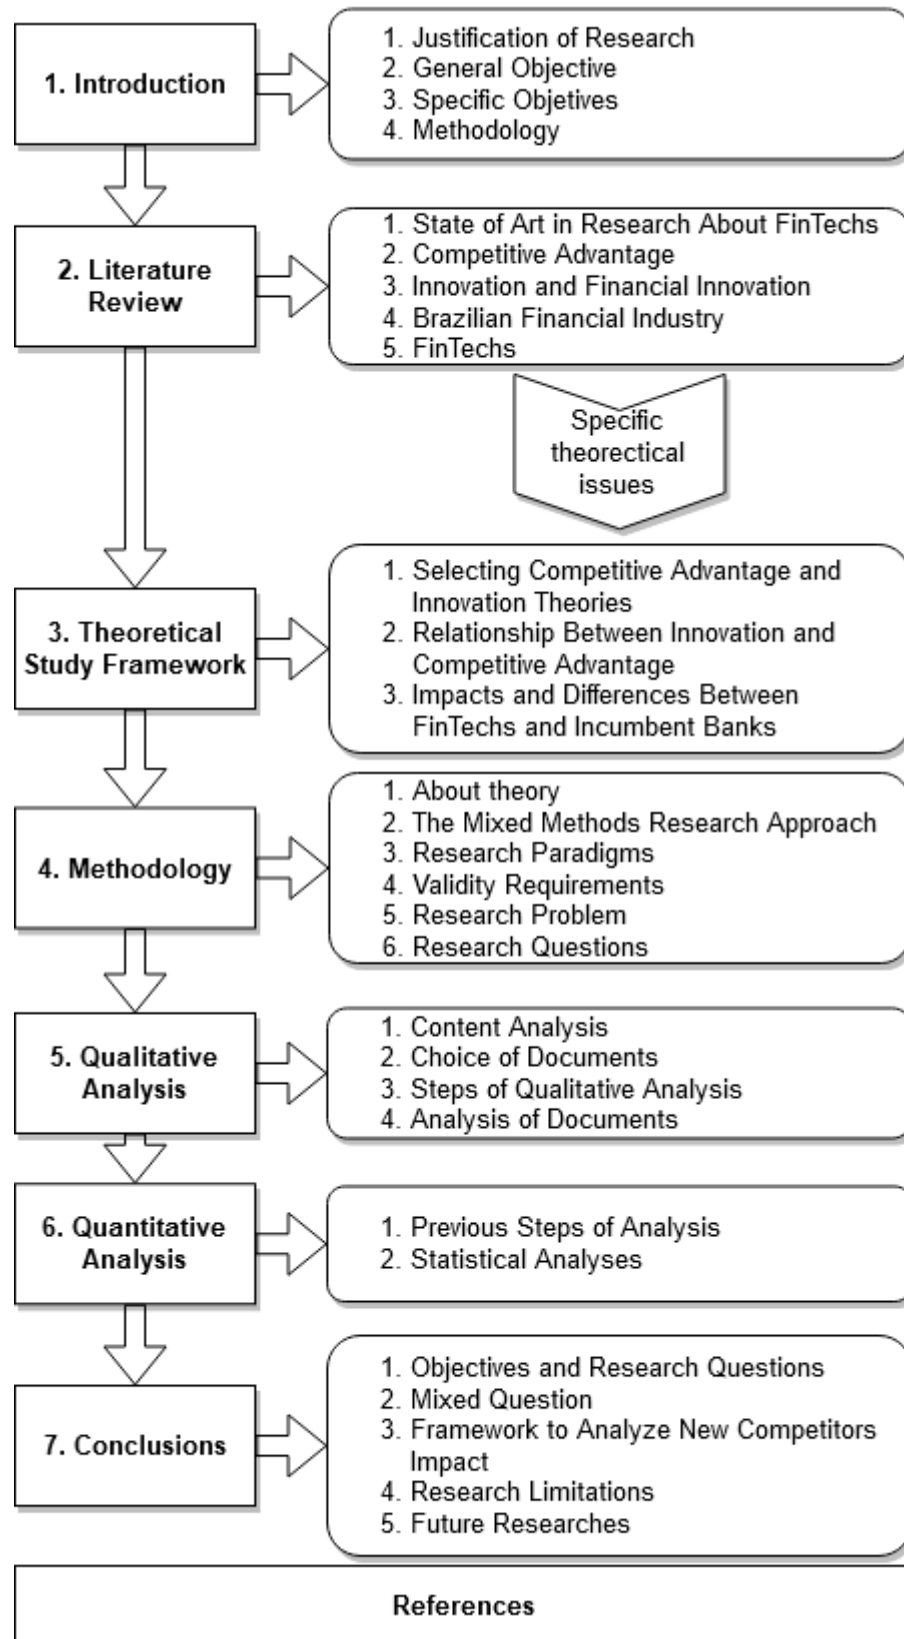 1. Introduction
1. Justification of Research
2. General Objective
3. Specific Objetives
4. Methodology
2. Literature
Review
1. State of Art in Research About FinTechs
2. Competitive Advantage
3. Innovation and Financial Innovation
4. Brazilian Financial Industry
5. FinTechs
Specific
theorectical
issues
3. Theoretical
Study Framework
1. Selecting Competitive Advantage and
Innovation Theories
2. Relationship Between Innovation and
Competitive Advantage
3. Impacts and Differences Between
FinTechs and Incumbent Banks
4. Methodology
1. About theory
2. The Mixed Methods Research Approach
3. Research Paradigms
4. Validity Requirements
5. Research Problem
6. Research Questions
5. Qualitative
Analysis
1. Content Analysis
2. Choice of Documents
3. Steps of Qualitative Analysis
4. Analysis of Documents
6. Quantitative
Analysis
1. Previous Steps of Analysis
2. Statistical Analyses
7. Conclusions
1. Objectives and Research Questions
2. Mixed Question
3. Framework to Analyze New Competitors
Impact
4. Research Limitations
5. Future Researches
References